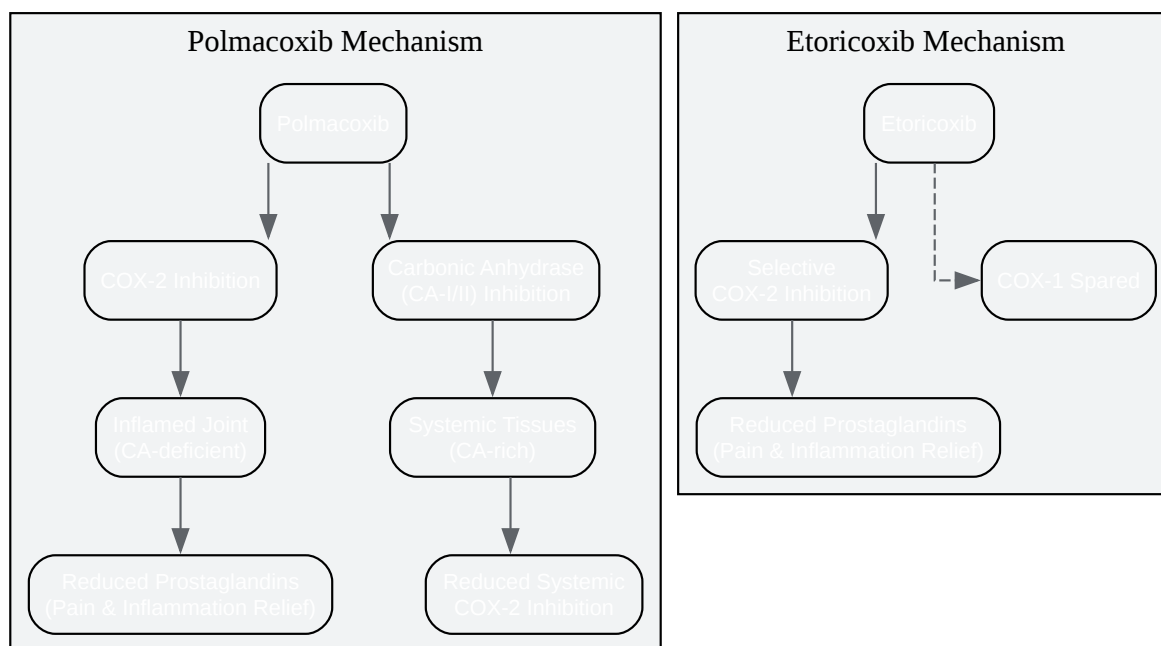 Polmacoxib Mechanism
Polmacoxib
COX-2 Inhibition
Carbonic Anhydrase
(CA-I/II) Inhibition
Inflamed Joint
(CA-deficient)
Systemic Tissues
(CA-rich)
Reduced Prostaglandins
(Pain & Inflammation Relief)
Reduced Systemic
COX-2 Inhibition
Etoricoxib Mechanism
Etoricoxib
Selective
COX-2 Inhibition
COX-1 Spared
Reduced Prostaglandins
(Pain & Inflammation Relief)